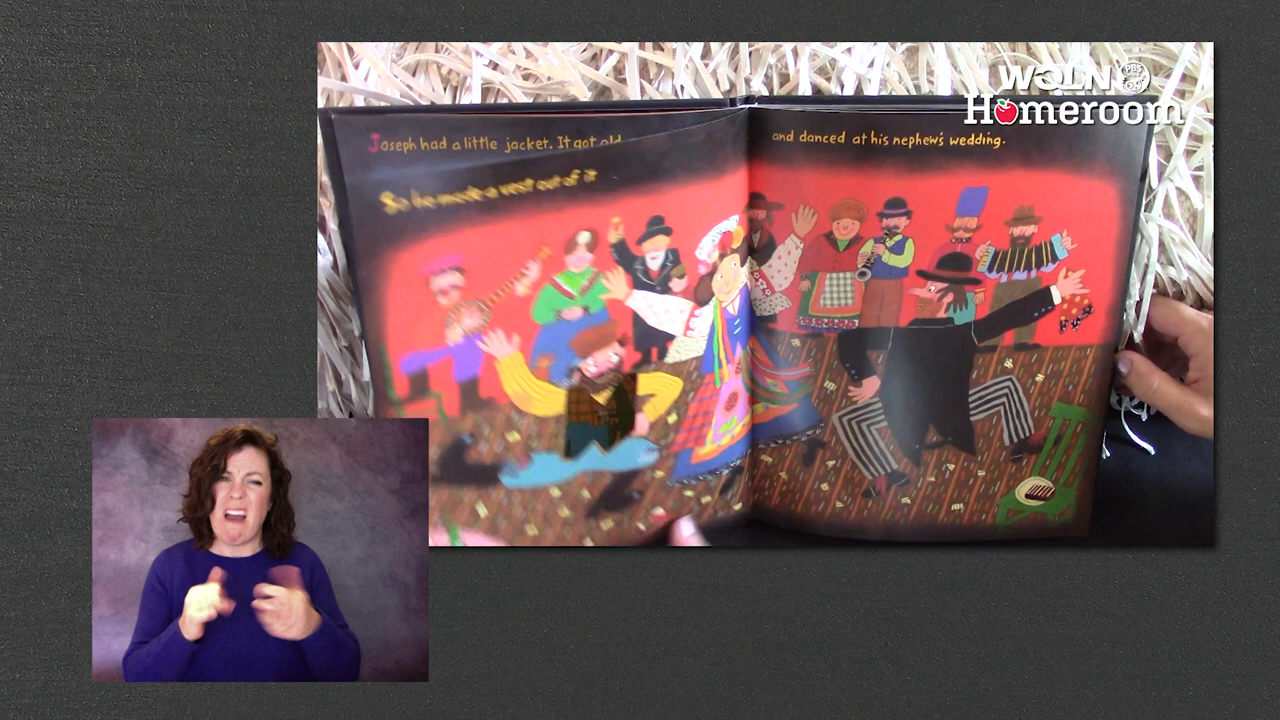 WQLN PBS
Homeroom
Joseph had a little jacket. It got old
So he made a vest out of it
and danced at his nephew's wedding.